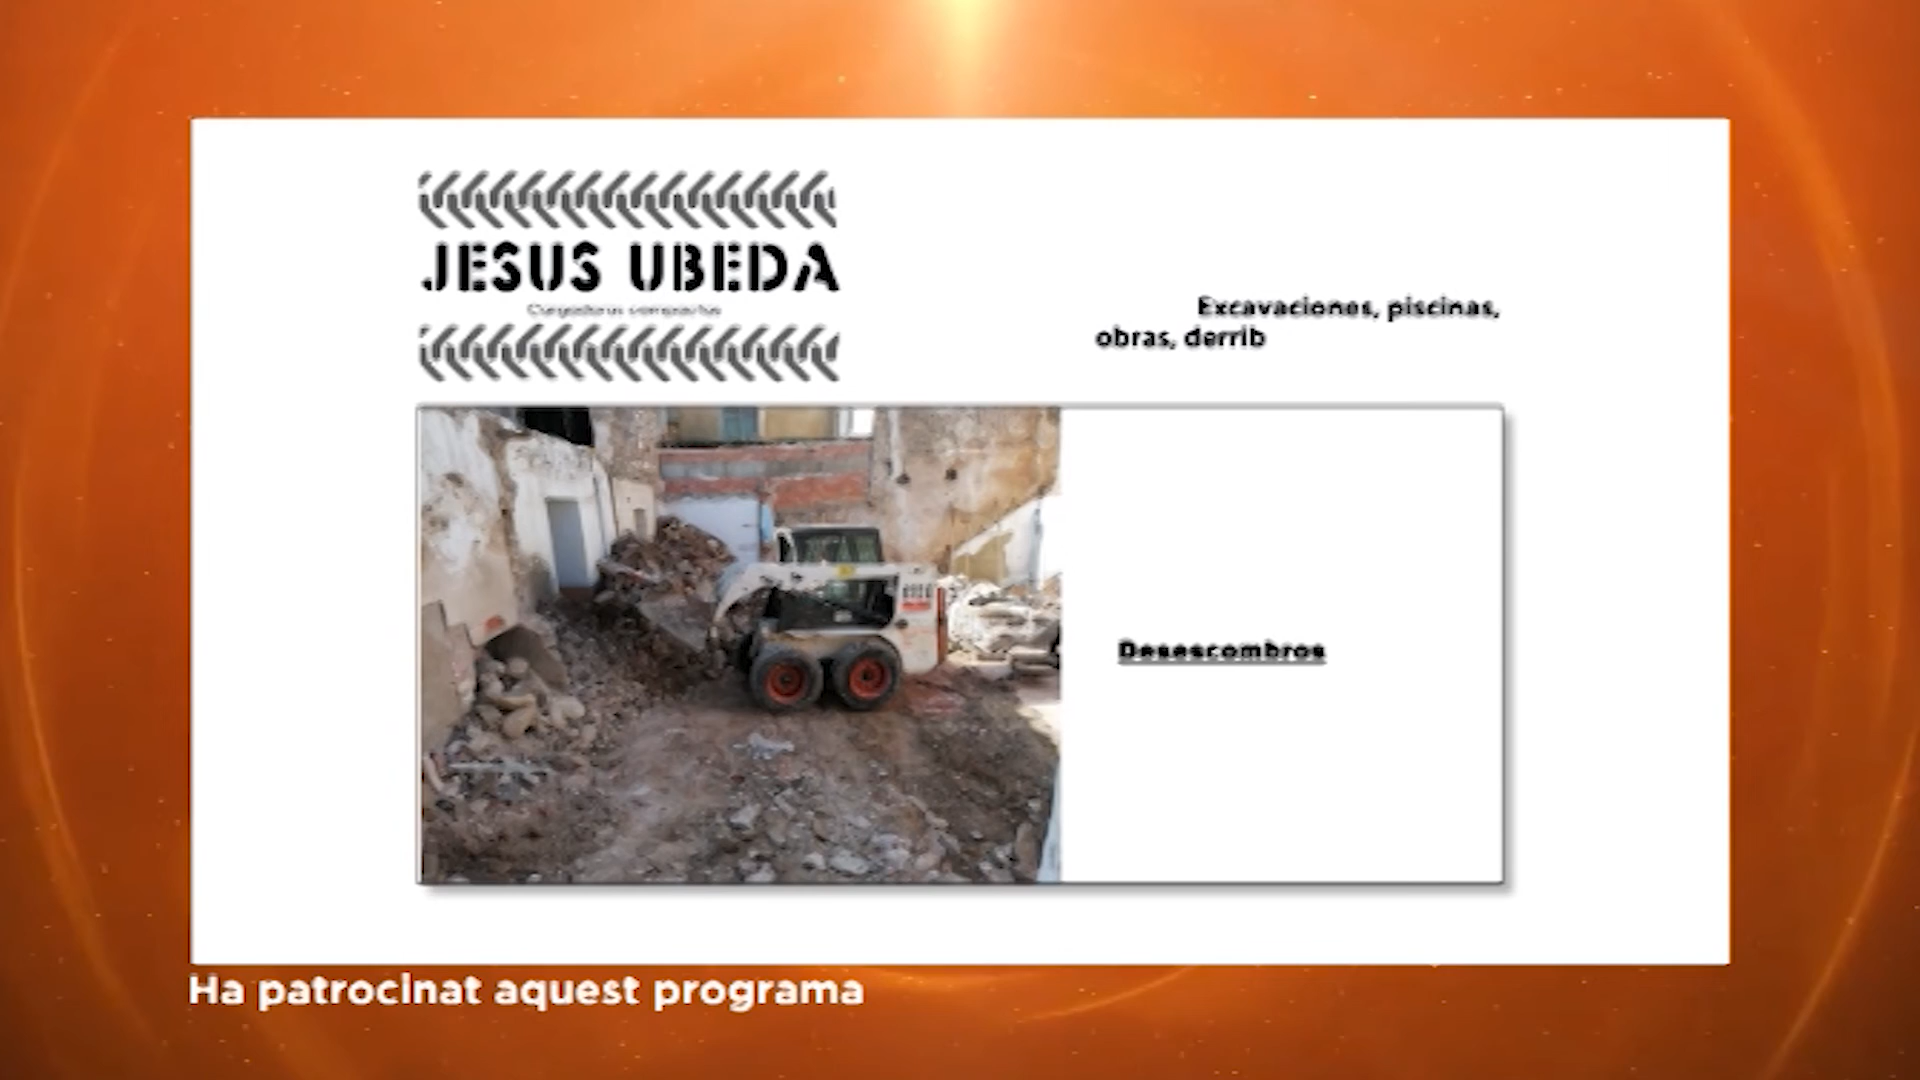 JESUS UBEDA
Excavaciones, piscinas,
obras, derrib
Desescombros
Ha patrocinat aquest programa